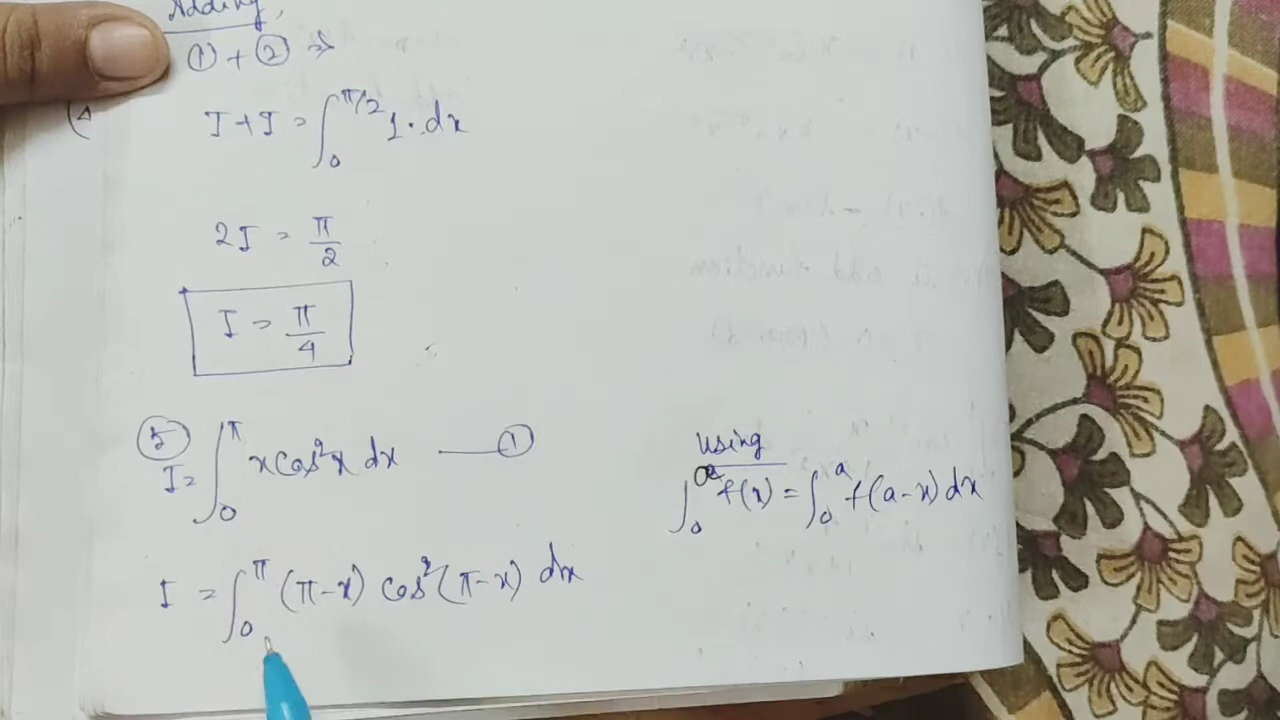 Adding,
① + ② ⇒
I + I = ∫₀^π/2 1. dx
2I = π/2
I = π/4
⑤ I = ∫₀^π x cos²x dx —— ①
using
∫₀^a f(x) = ∫₀^a f(a-x) dx
I = ∫₀^π (π-x) cos²(π-x) dx